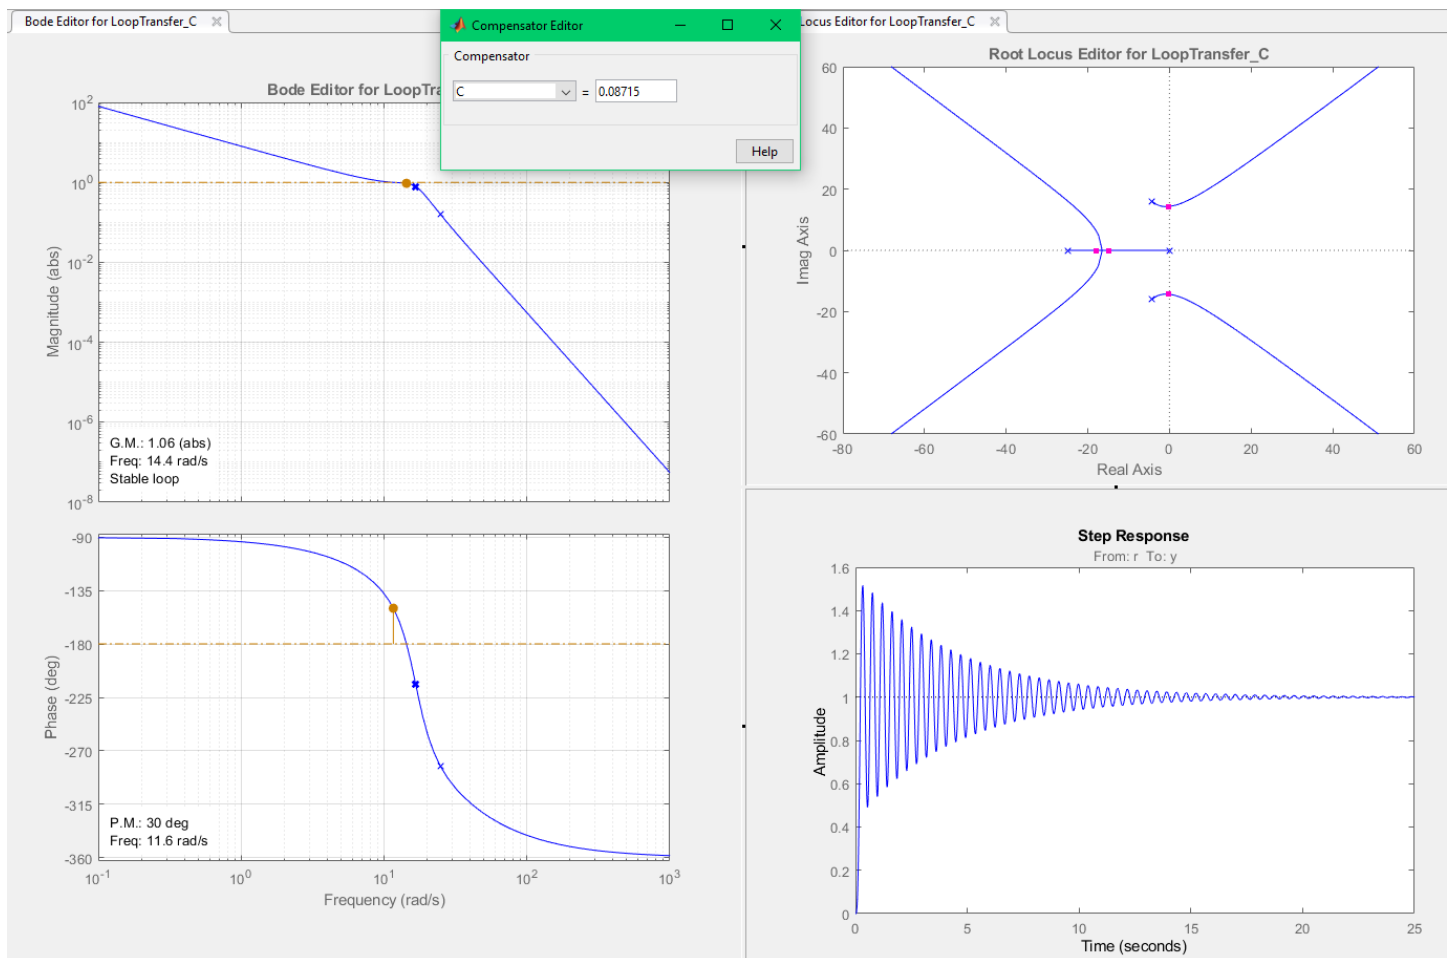 Bode Editor for LoopTransfer_C
Compensator Editor
Locus Editor for LoopTransfer_C
Compensator
C = 0.08715
Help
Bode Editor for LoopTra
10^2
10^0
10^-2
10^-4
10^-6
10^-8
Magnitude (abs)
G.M.: 1.06 (abs)
Freq: 14.4 rad/s
Stable loop
-90
-135
-180
-225
-270
-315
-360
Phase (deg)
P.M.: 30 deg
Freq: 11.6 rad/s
10^-1 10^0 10^1 10^2 10^3
Frequency (rad/s)
Root Locus Editor for LoopTransfer_C
60
40
20
0
-20
-40
-60
Imag Axis
-80 -60 -40 -20 0 20 40 60
Real Axis
Step Response
From: r To: y
1.6
1.4
1.2
1
0.8
0.6
0.4
0.2
0
Amplitude
0 5 10 15 20 25
Time (seconds)